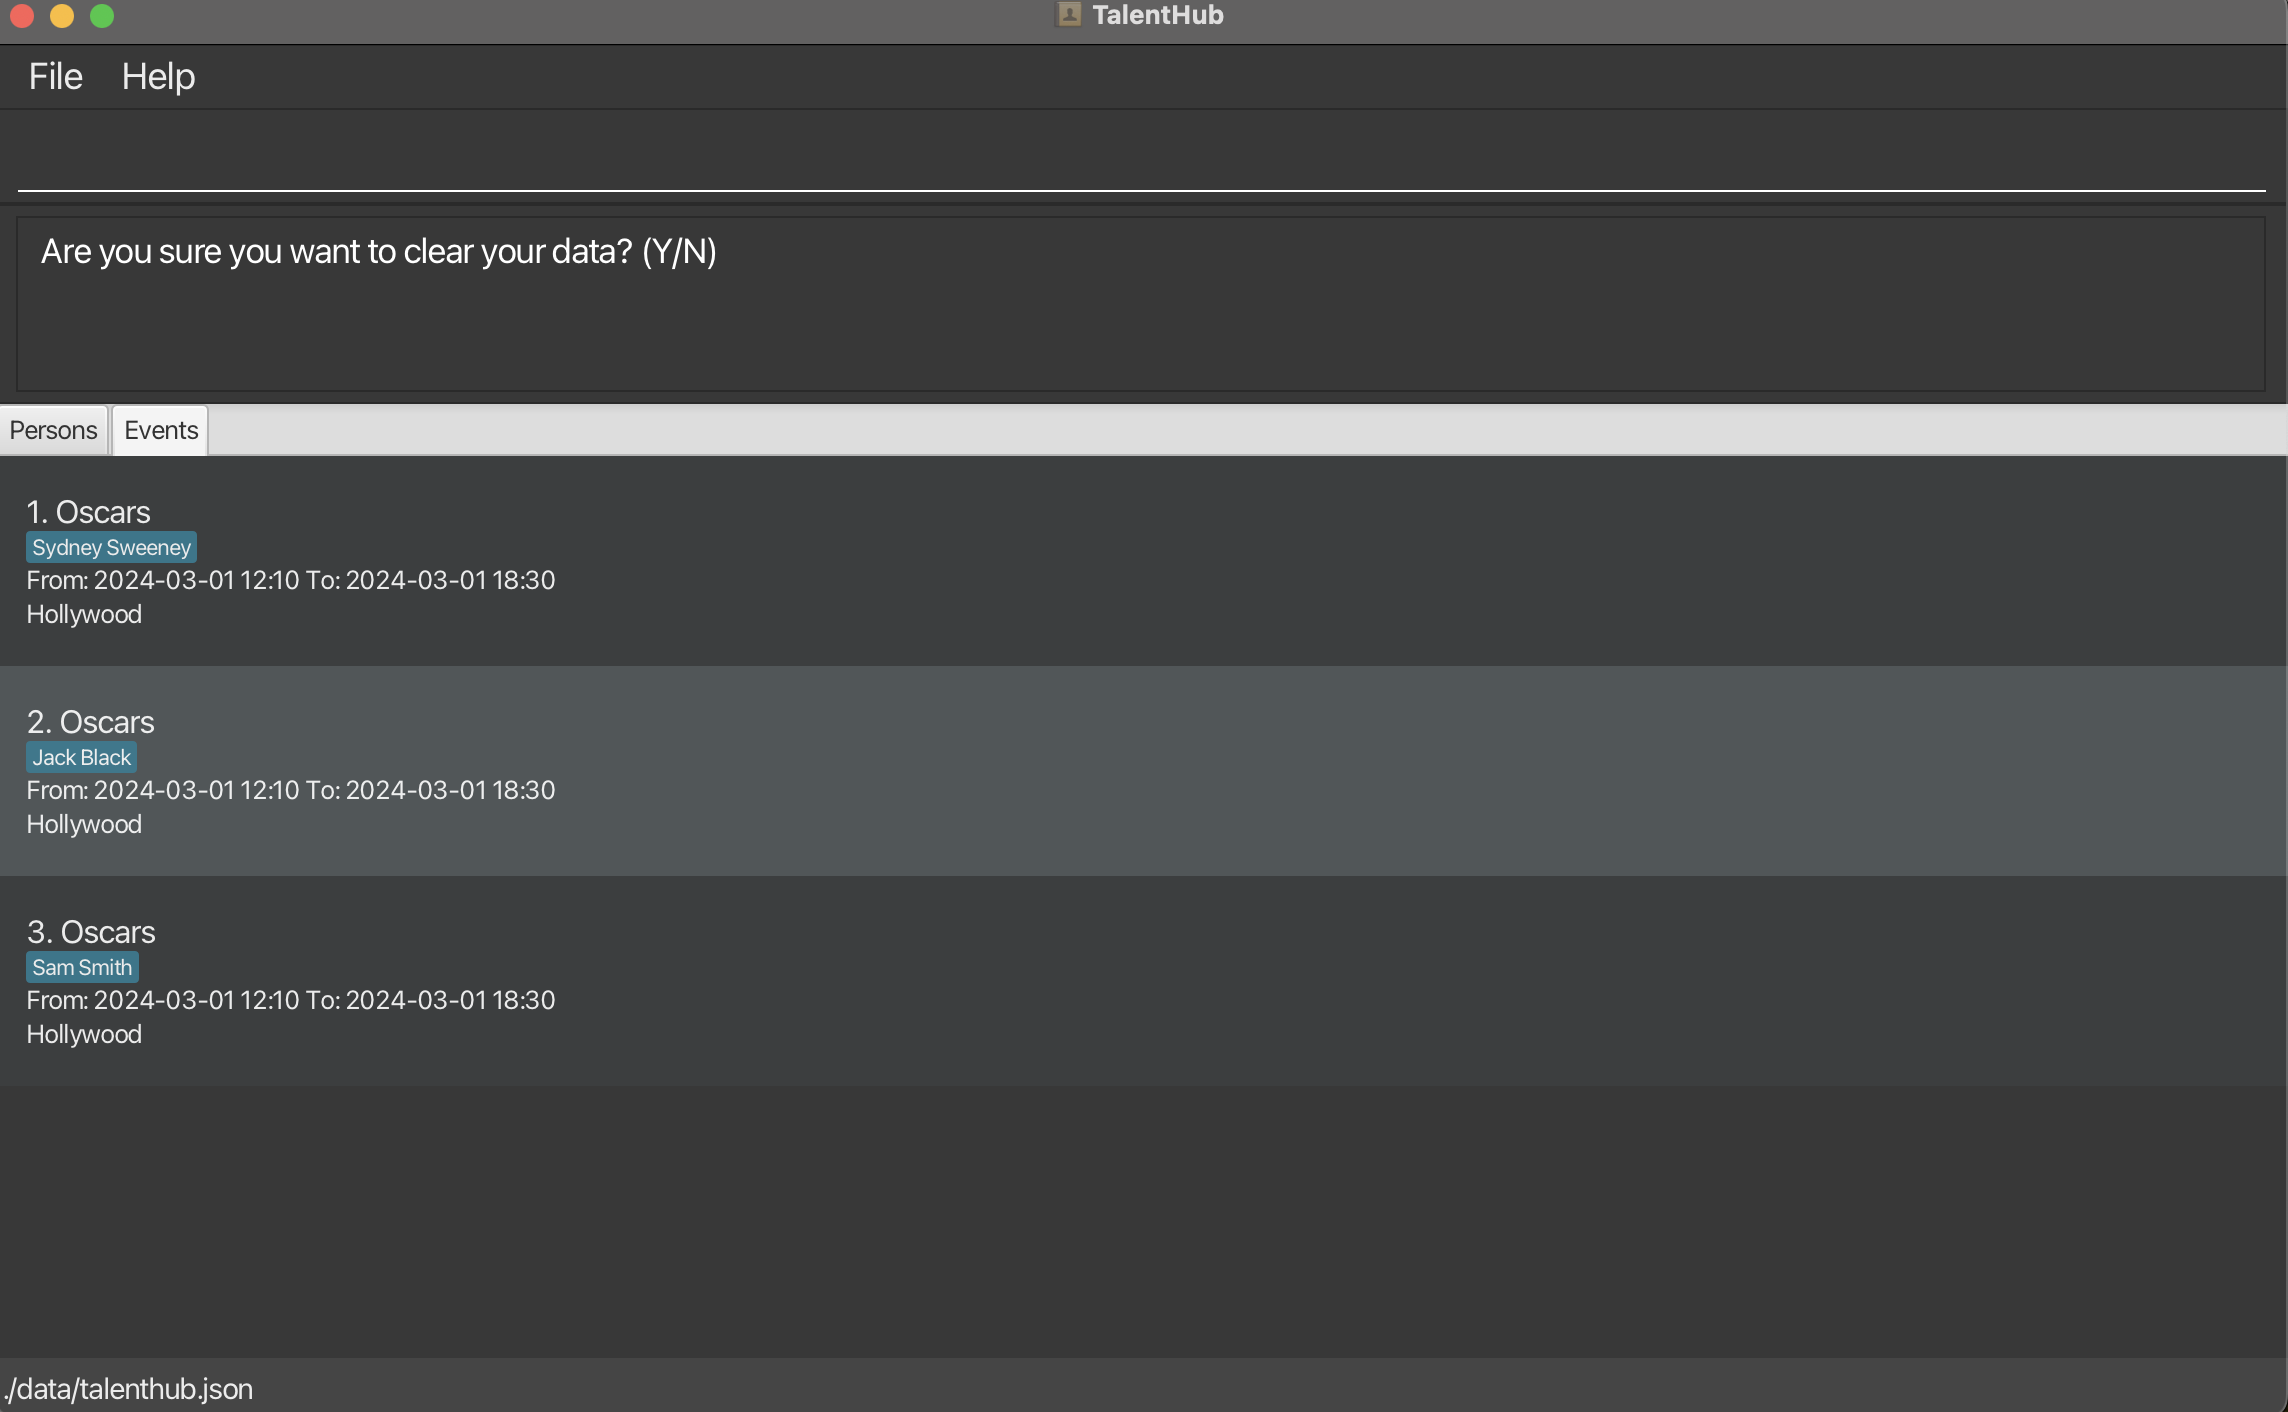 TalentHub
File Help
Are you sure you want to clear your data? (Y/N)
Persons Events
1. Oscars
Sydney Sweeney
From: 2024-03-01 12:10 To: 2024-03-01 18:30
Hollywood
2. Oscars
Jack Black
From: 2024-03-01 12:10 To: 2024-03-01 18:30
Hollywood
3. Oscars
Sam Smith
From: 2024-03-01 12:10 To: 2024-03-01 18:30
Hollywood
./data/talenthub.json